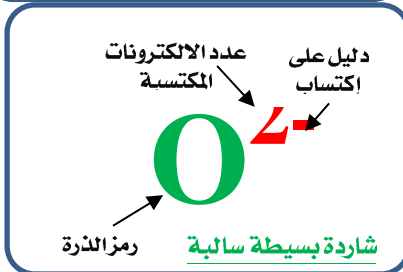 عدد الالكترونات
المكتسبة
دليل على
إكتساب
O²⁻
رمز الذرة
شاردة بسيطة سالبة